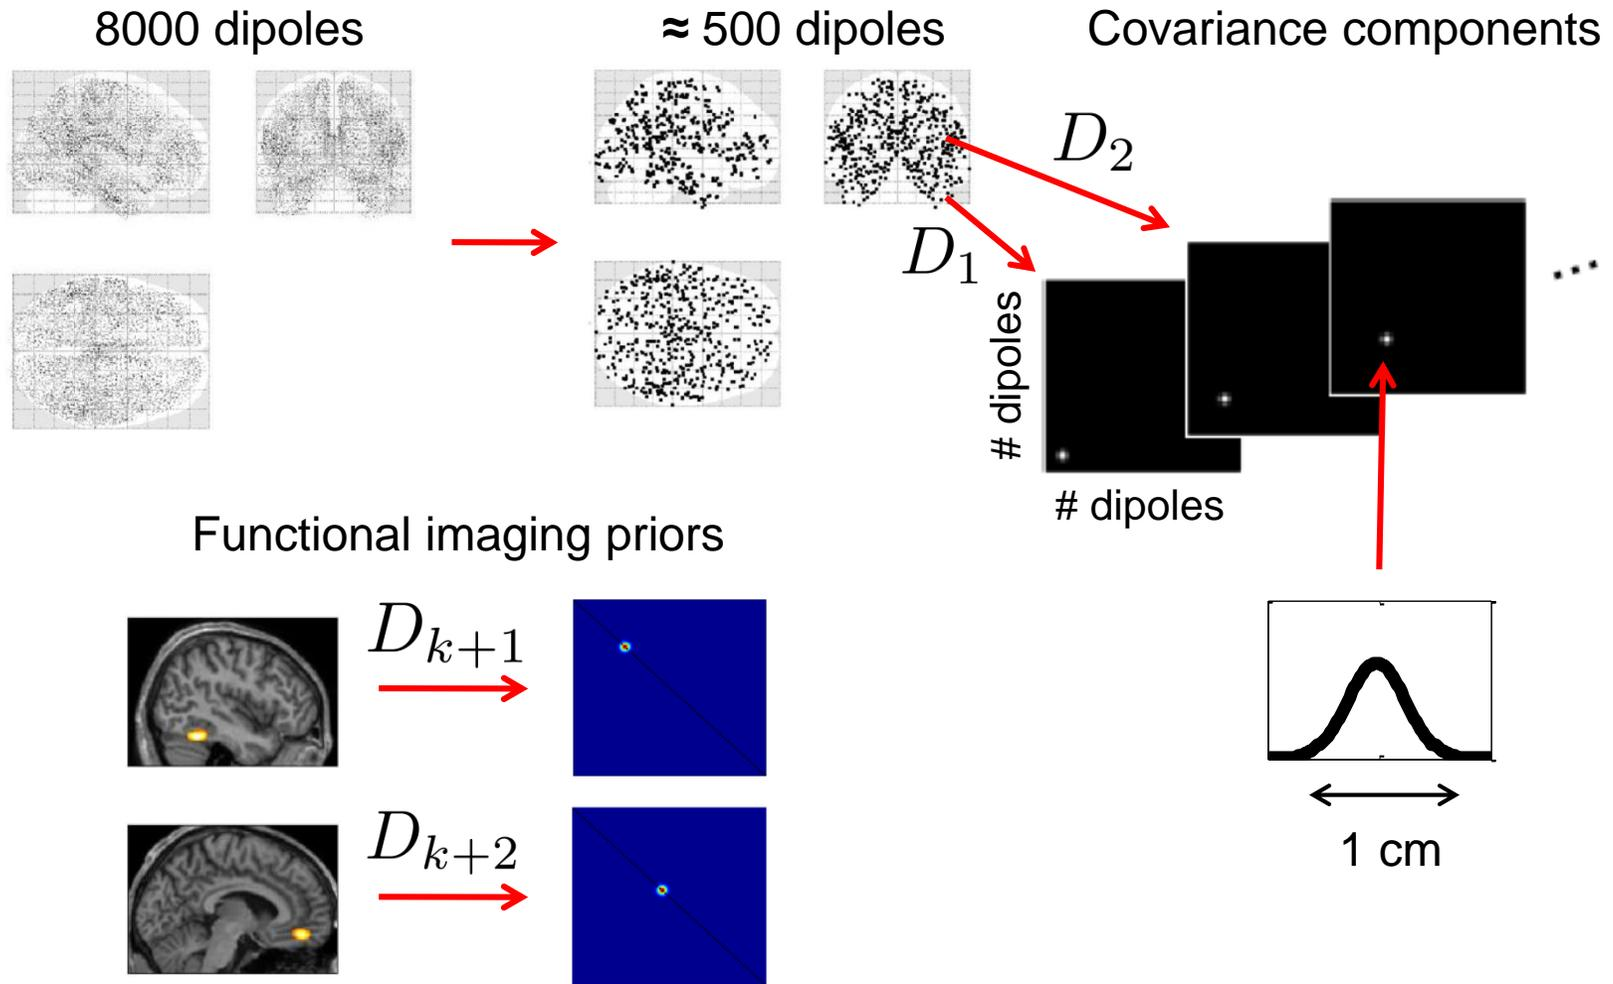 8000 dipoles
≈ 500 dipoles
Covariance components
D₂
D₁
# dipoles
# dipoles
Functional imaging priors
Dₖ₊₁
Dₖ₊₂
1 cm